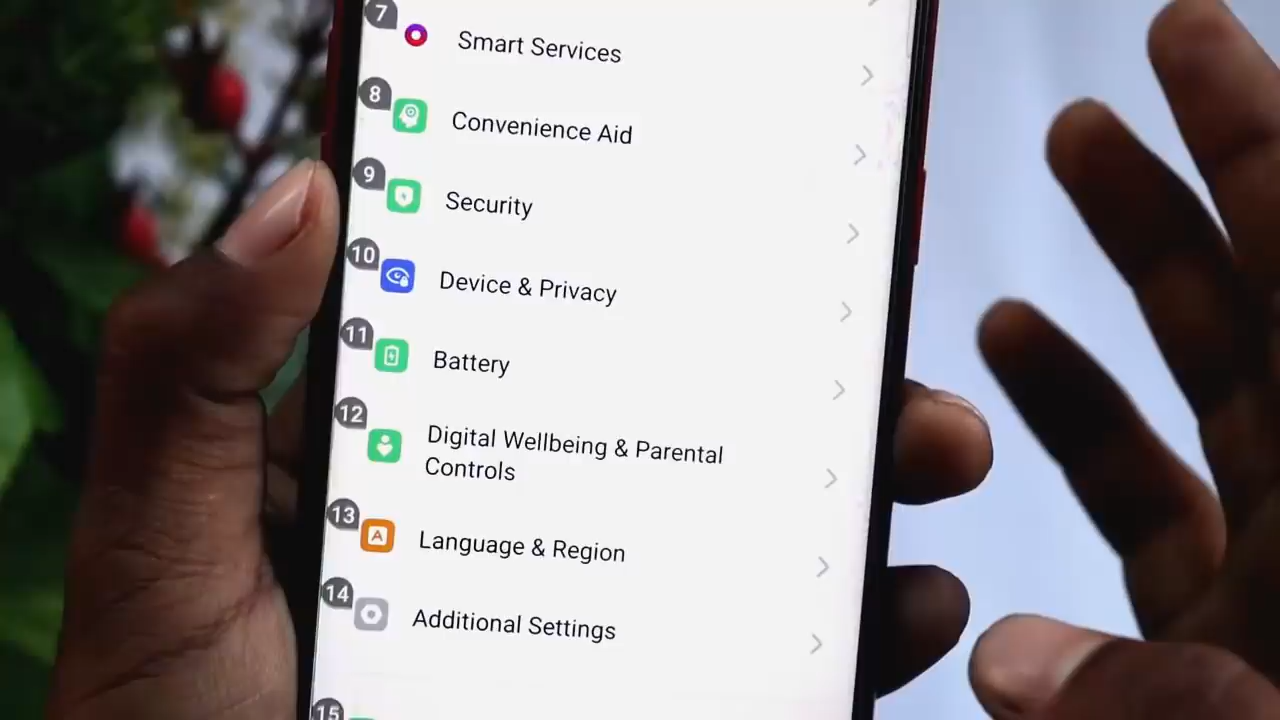 7
Smart Services
8
Convenience Aid
9
Security
10
Device & Privacy
11
Battery
12
Digital Wellbeing & Parental
Controls
13
A
Language & Region
14
Additional Settings
15